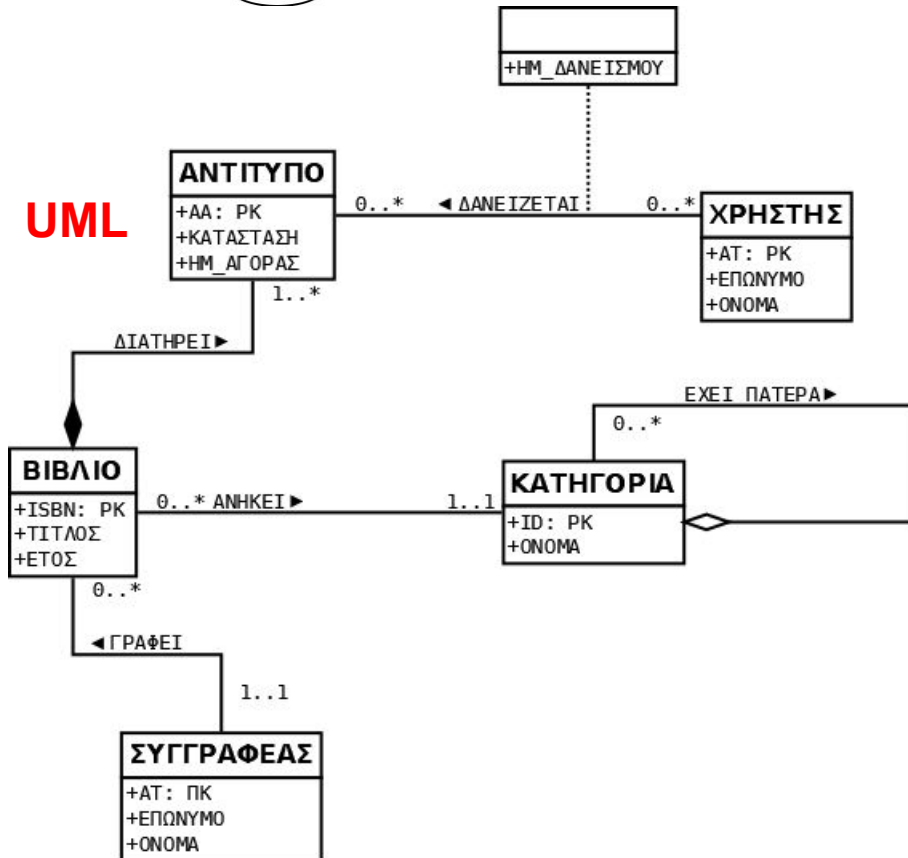 +ΗΜ_ΔΑΝΕΙΣΜΟΥ
UML
ΑΝΤΙΤΥΠΟ
+ΑΑ: PK
+ΚΑΤΑΣΤΑΣΗ
+ΗΜ_ΑΓΟΡΑΣ
0..* ◄ ΔΑΝΕΙΖΕΤΑΙ 0..*
ΧΡΗΣΤΗΣ
+ΑΤ: PK
+ΕΠΩΝΥΜΟ
+ΟΝΟΜΑ
1..*
ΔΙΑΤΗΡΕΙ►
ΕΧΕΙ ΠΑΤΕΡΑ►
0..*
ΒΙΒΛΙΟ
+ISBN: PK
+ΤΙΤΛΟΣ
+ΕΤΟΣ
0..* ΑΝΗΚΕΙ► 1..1
ΚΑΤΗΓΟΡΙΑ
+ID: PK
+ΟΝΟΜΑ
0..*
◄ΓΡΑΦΕΙ
1..1
ΣΥΓΓΡΑΦΕΑΣ
+ΑΤ: ΠΚ
+ΕΠΩΝΥΜΟ
+ΟΝΟΜΑ